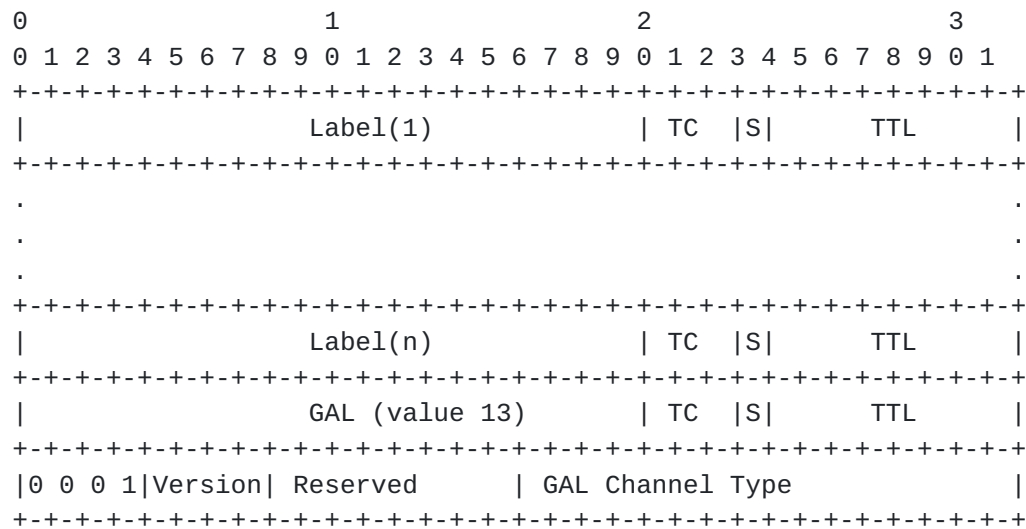 0                   1                   2                   3
0 1 2 3 4 5 6 7 8 9 0 1 2 3 4 5 6 7 8 9 0 1 2 3 4 5 6 7 8 9 0 1
+-+-+-+-+-+-+-+-+-+-+-+-+-+-+-+-+-+-+-+-+-+-+-+-+-+-+-+-+-+-+-+-+
|                  Label(1)             | TC  |S|      TTL      |
+-+-+-+-+-+-+-+-+-+-+-+-+-+-+-+-+-+-+-+-+-+-+-+-+-+-+-+-+-+-+-+-+
.                                                               .
.                                                               .
.                                                               .
+-+-+-+-+-+-+-+-+-+-+-+-+-+-+-+-+-+-+-+-+-+-+-+-+-+-+-+-+-+-+-+-+
|                  Label(n)             | TC  |S|      TTL      |
+-+-+-+-+-+-+-+-+-+-+-+-+-+-+-+-+-+-+-+-+-+-+-+-+-+-+-+-+-+-+-+-+
|                  GAL (value 13)       | TC  |S|      TTL      |
+-+-+-+-+-+-+-+-+-+-+-+-+-+-+-+-+-+-+-+-+-+-+-+-+-+-+-+-+-+-+-+-+
|0 0 0 1|Version| Reserved      | GAL Channel Type              |
+-+-+-+-+-+-+-+-+-+-+-+-+-+-+-+-+-+-+-+-+-+-+-+-+-+-+-+-+-+-+-+-+